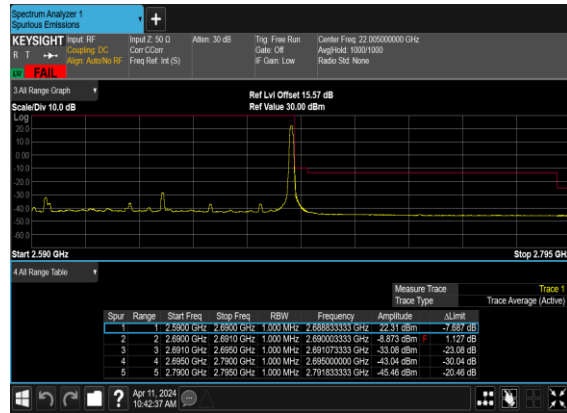 Spectrum Analyzer 1
Spurious Emissions
+
KEYSIGHT Input: RF Input Z: 50 Ω Atten: 30 dB Trig: Free Run Center Freq: 22.005000000 GHz
R T Coupling: DC Corr CCorr Gate: Off Avg|Hold: 1000/1000
Align: Auto/No RF Freq Ref: Int (S) IF Gain: Low Radio Std: None
FAIL
3 All Range Graph Ref Lvl Offset 15.57 dB
Scale/Div 10.0 dB Ref Value 30.00 dBm
Log
20.0
10.0
0.00
-10.0
-20.0
-30.0
-40.0
-50.0
-60.0
Start 2.590 GHz Stop 2.795 GHz
4 All Range Table
Measure Trace Trace 1
Trace Type Trace Average (Active)
Spur Range Start Freq Stop Freq RBW Frequency Amplitude ΔLimit
1 1 2.5900 GHz 2.6900 GHz 1.000 MHz 2.688833333 GHz 22.31 dBm -7.687 dB
2 2 2.6900 GHz 2.6910 GHz 1.000 MHz 2.690003333 GHz -8.873 dBm F 1.127 dB
3 3 2.6910 GHz 2.6950 GHz 1.000 MHz 2.691073333 GHz -33.08 dBm -23.08 dB
4 4 2.6950 GHz 2.7900 GHz 1.000 MHz 2.695000000 GHz -43.04 dBm -30.04 dB
5 5 2.7900 GHz 2.7950 GHz 1.000 MHz 2.791833333 GHz -45.46 dBm -20.46 dB
? Apr 11, 2024
10:42:37 AM